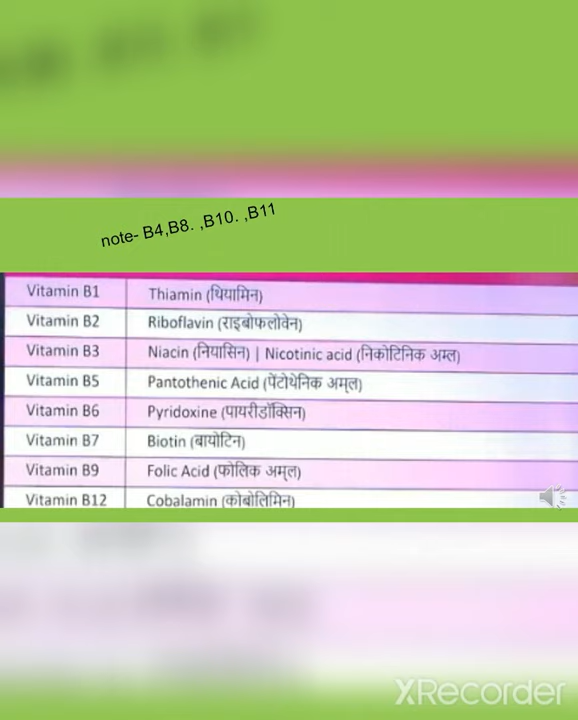 note- B4,B8. ,B10. ,B11
Vitamin B1 Thiamin (थियामिन)
Vitamin B2 Riboflavin (राइबोफलोवेन)
Vitamin B3 Niacin (नियासिन) | Nicotinic acid (निकोटिनिक अम्ल)
Vitamin B5 Pantothenic Acid (पेंटोथेनिक अम्ल)
Vitamin B6 Pyridoxine (पायरीडॉक्सिन)
Vitamin B7 Biotin (बायोटिन)
Vitamin B9 Folic Acid (फोलिक अम्ल)
Vitamin B12 Cobalamin (कोबोलिमिन)
XRecorder